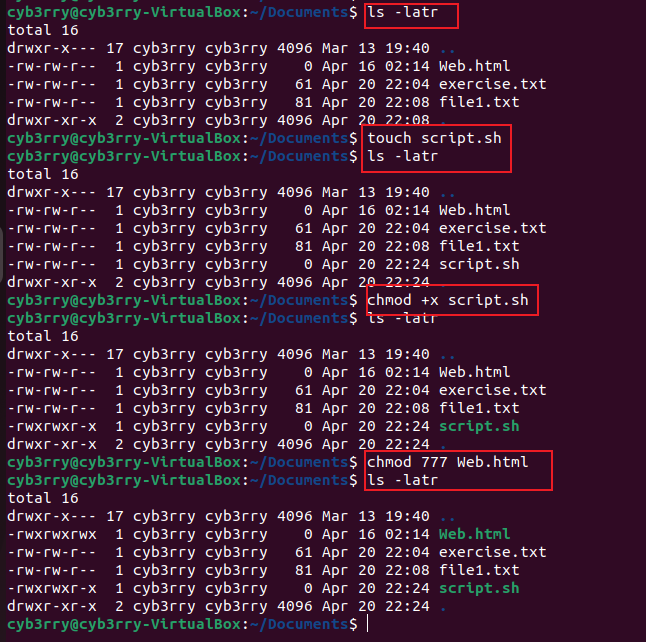 cyb3rry@cyb3rry-VirtualBox:~/Documents$ ls -latr
total 16
drwxr-x--- 17 cyb3rry cyb3rry 4096 Mar 13 19:40 ..
-rw-rw-r--  1 cyb3rry cyb3rry    0 Apr 16 02:14 Web.html
-rw-rw-r--  1 cyb3rry cyb3rry   61 Apr 20 22:04 exercise.txt
-rw-rw-r--  1 cyb3rry cyb3rry   81 Apr 20 22:08 file1.txt
drwxr-xr-x  2 cyb3rry cyb3rry 4096 Apr 20 22:08 .
cyb3rry@cyb3rry-VirtualBox:~/Documents$ touch script.sh
cyb3rry@cyb3rry-VirtualBox:~/Documents$ ls -latr
total 16
drwxr-x--- 17 cyb3rry cyb3rry 4096 Mar 13 19:40 ..
-rw-rw-r--  1 cyb3rry cyb3rry    0 Apr 16 02:14 Web.html
-rw-rw-r--  1 cyb3rry cyb3rry   61 Apr 20 22:04 exercise.txt
-rw-rw-r--  1 cyb3rry cyb3rry   81 Apr 20 22:08 file1.txt
-rw-rw-r--  1 cyb3rry cyb3rry    0 Apr 20 22:24 script.sh
drwxr-xr-x  2 cyb3rry cyb3rry 4096 Apr 20 22:24 .
cyb3rry@cyb3rry-VirtualBox:~/Documents$ chmod +x script.sh
cyb3rry@cyb3rry-VirtualBox:~/Documents$ ls -latr
total 16
drwxr-x--- 17 cyb3rry cyb3rry 4096 Mar 13 19:40 ..
-rw-rw-r--  1 cyb3rry cyb3rry    0 Apr 16 02:14 Web.html
-rw-rw-r--  1 cyb3rry cyb3rry   61 Apr 20 22:04 exercise.txt
-rw-rw-r--  1 cyb3rry cyb3rry   81 Apr 20 22:08 file1.txt
-rwxrwxr-x  1 cyb3rry cyb3rry    0 Apr 20 22:24 script.sh
drwxr-xr-x  2 cyb3rry cyb3rry 4096 Apr 20 22:24 .
cyb3rry@cyb3rry-VirtualBox:~/Documents$ chmod 777 Web.html
cyb3rry@cyb3rry-VirtualBox:~/Documents$ ls -latr
total 16
drwxr-x--- 17 cyb3rry cyb3rry 4096 Mar 13 19:40 ..
-rwxrwxrwx  1 cyb3rry cyb3rry    0 Apr 16 02:14 Web.html
-rw-rw-r--  1 cyb3rry cyb3rry   61 Apr 20 22:04 exercise.txt
-rw-rw-r--  1 cyb3rry cyb3rry   81 Apr 20 22:08 file1.txt
-rwxrwxr-x  1 cyb3rry cyb3rry    0 Apr 20 22:24 script.sh
drwxr-xr-x  2 cyb3rry cyb3rry 4096 Apr 20 22:24 .
cyb3rry@cyb3rry-VirtualBox:~/Documents$